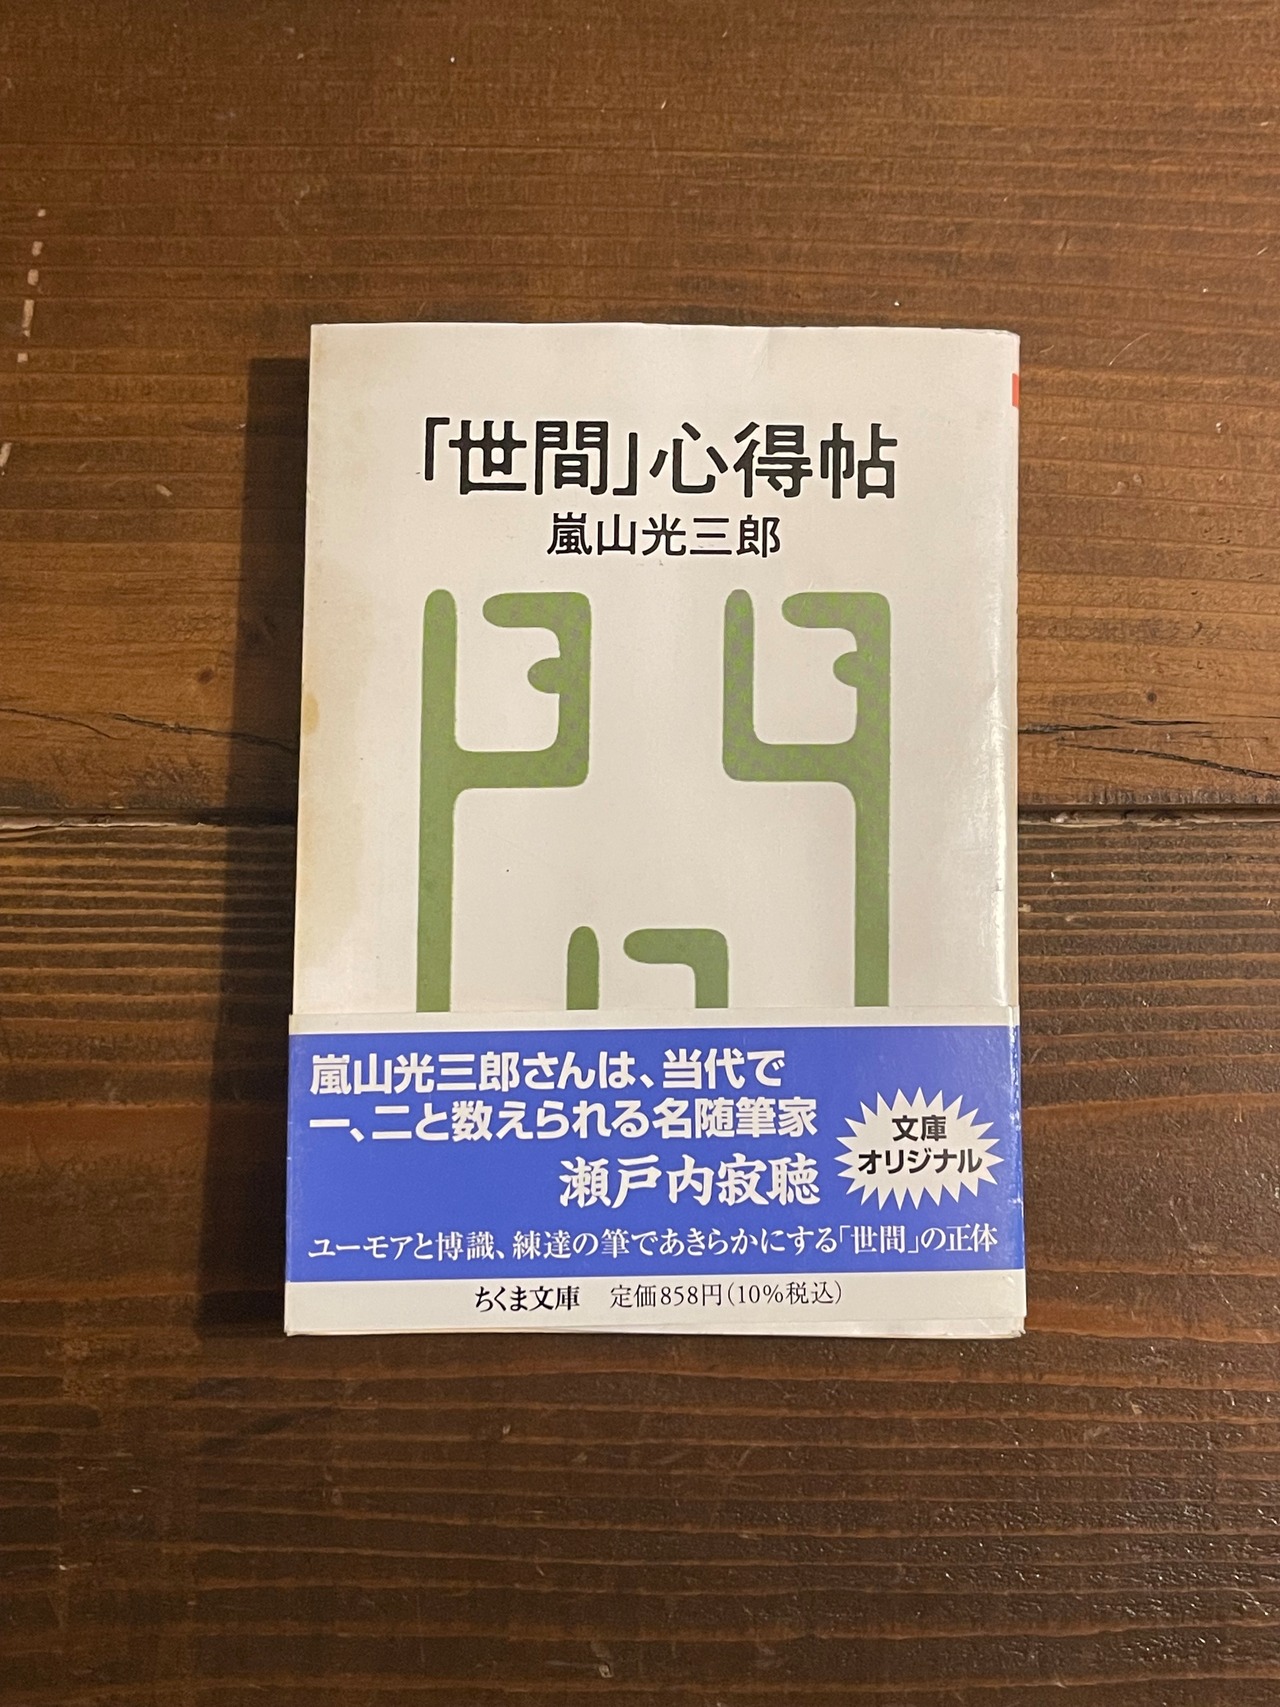 「世間」心得帖
嵐山光三郎
嵐山光三郎さんは、当代で
一、二と数えられる名随筆家
瀬戸内寂聴
文庫
オリジナル
ユーモアと博識、練達の筆であきらかにする「世間」の正体
ちくま文庫 定価858円(10%税込)